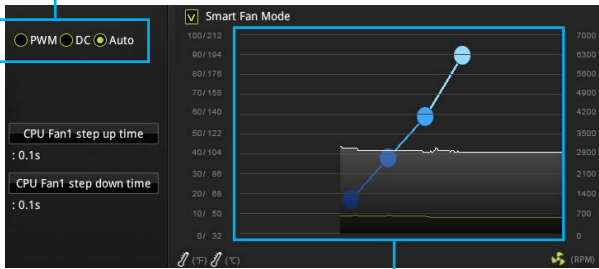 V Smart Fan Mode
PWM DC Auto
CPU Fan1 step up time
: 0.1s
CPU Fan1 step down time
: 0.1s
100/212 7000
90/194 6300
80/176 5600
70/158 4900
60/140 4200
50/122 3500
40/104 2800
30/ 86 2100
20/ 68 1400
10/ 50 700
0/ 32 0
(°F) (°C) (RPM)